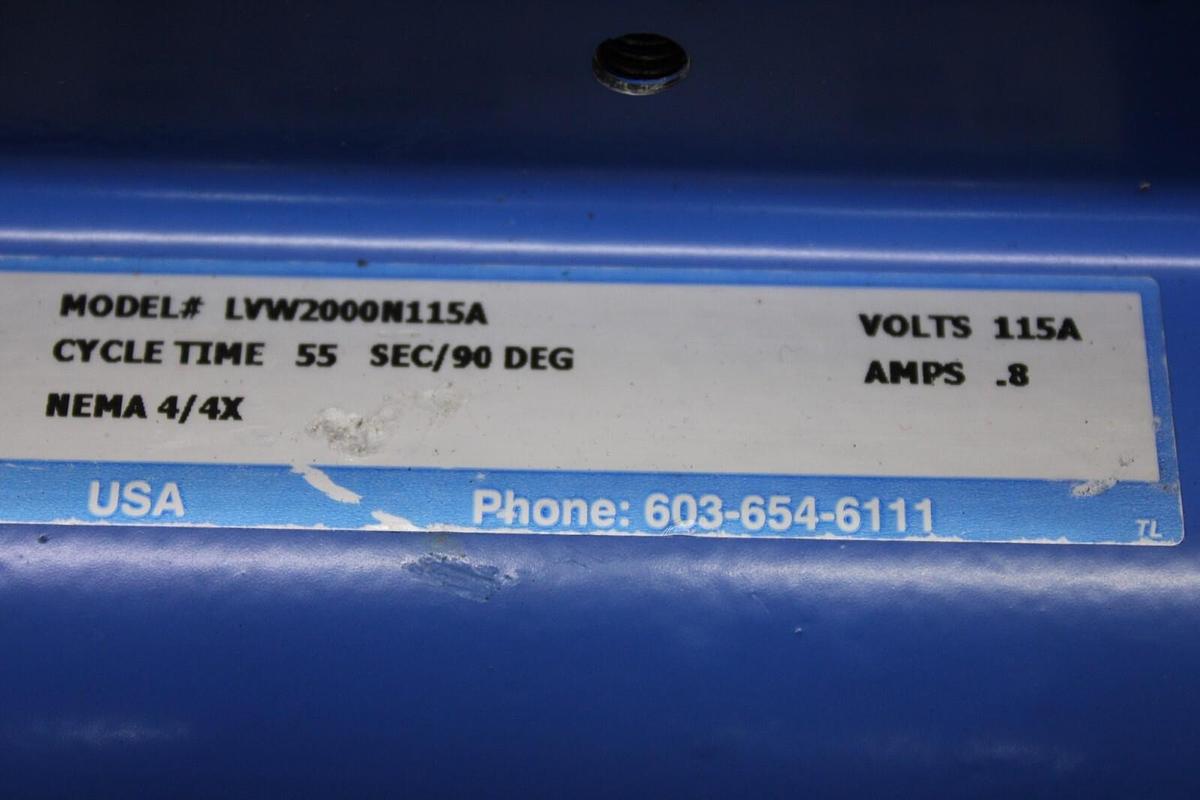 MODEL# LVW2000N115A
VOLTS 115A
CYCLE TIME 55 SEC/90 DEG
AMPS .8
NEMA 4/4X
USA Phone: 603-654-6111
TL